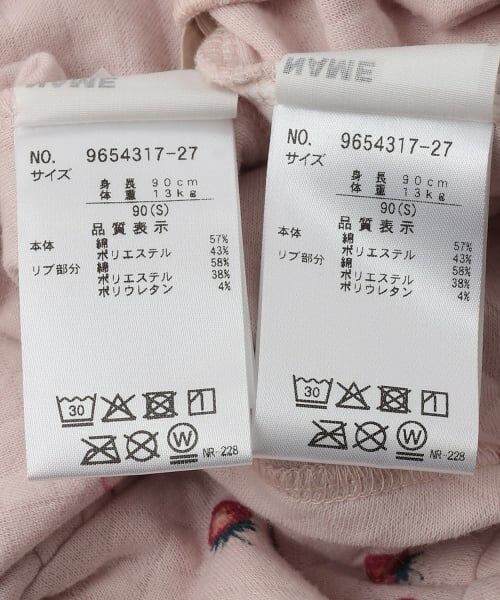 NAME
NO. 9654317-27
サイズ
身長 90cm
体重 13kg
90(S)
品質表示
本体 綿 57%
ポリエステル 43%
リブ部分 綿 58%
ポリエステル 38%
ポリウレタン 4%
30
W
NR-228
NAME
NO. 9654317-27
サイズ
身長 90cm
体重 13kg
90(S)
品質表示
本体 綿 57%
ポリエステル 43%
リブ部分 綿 58%
ポリエステル 38%
ポリウレタン 4%
30
W
NR-228